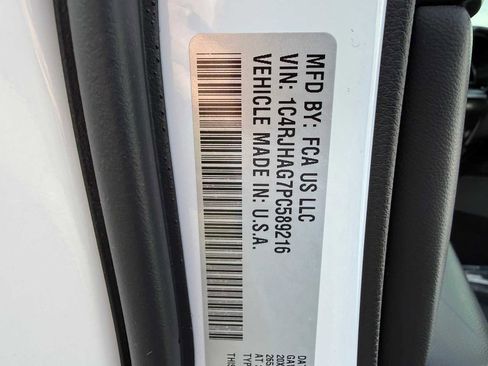 MFD BY: FCA US LLC
VIN: 1C4RJHAG7PC589216
VEHICLE MADE IN: U.S.A.